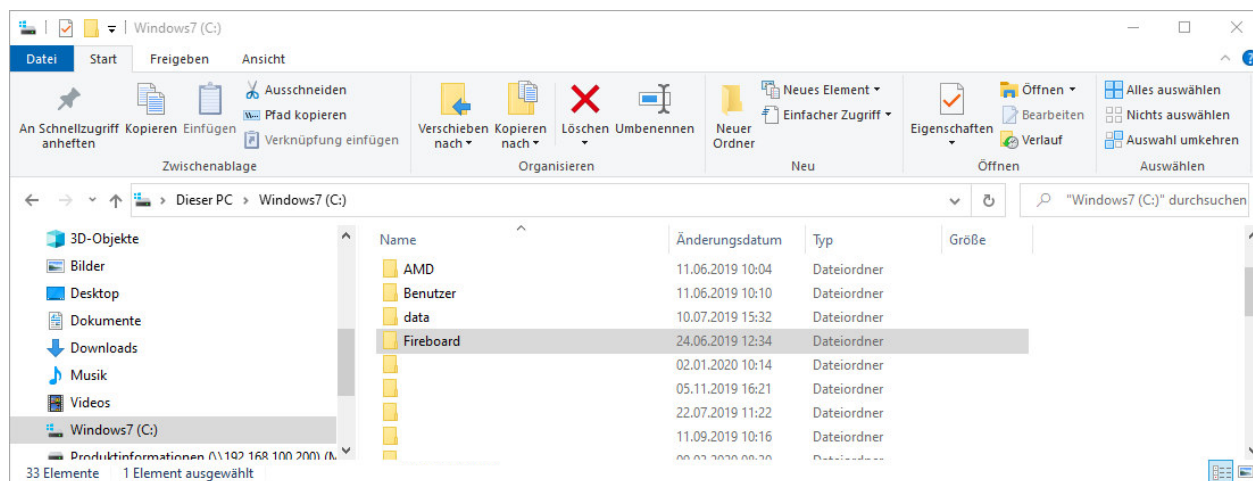 Windows7 (C:)
Datei Start Freigeben Ansicht
An Schnellzugriff anheften
Kopieren
Einfügen
Ausschneiden
Pfad kopieren
Verknüpfung einfügen
Zwischenablage
Verschieben nach
Kopieren nach
Löschen
Umbenennen
Organisieren
Neuer Ordner
Neues Element
Einfacher Zugriff
Neu
Eigenschaften
Öffnen
Bearbeiten
Verlauf
Öffnen
Alles auswählen
Nichts auswählen
Auswahl umkehren
Auswählen
Dieser PC > Windows7 (C:)
"Windows7 (C:)" durchsuchen
3D-Objekte
Bilder
Desktop
Dokumente
Downloads
Musik
Videos
Windows7 (C:)
Produktinformationen (\\192.168.100.200) (M
Name Änderungsdatum Typ Größe
AMD 11.06.2019 10:04 Dateiordner
Benutzer 11.06.2019 10:10 Dateiordner
data 10.07.2019 15:32 Dateiordner
Fireboard 24.06.2019 12:34 Dateiordner
02.01.2020 10:14 Dateiordner
05.11.2019 16:21 Dateiordner
22.07.2019 11:22 Dateiordner
11.09.2019 10:16 Dateiordner
33 Elemente 1 Element ausgewählt